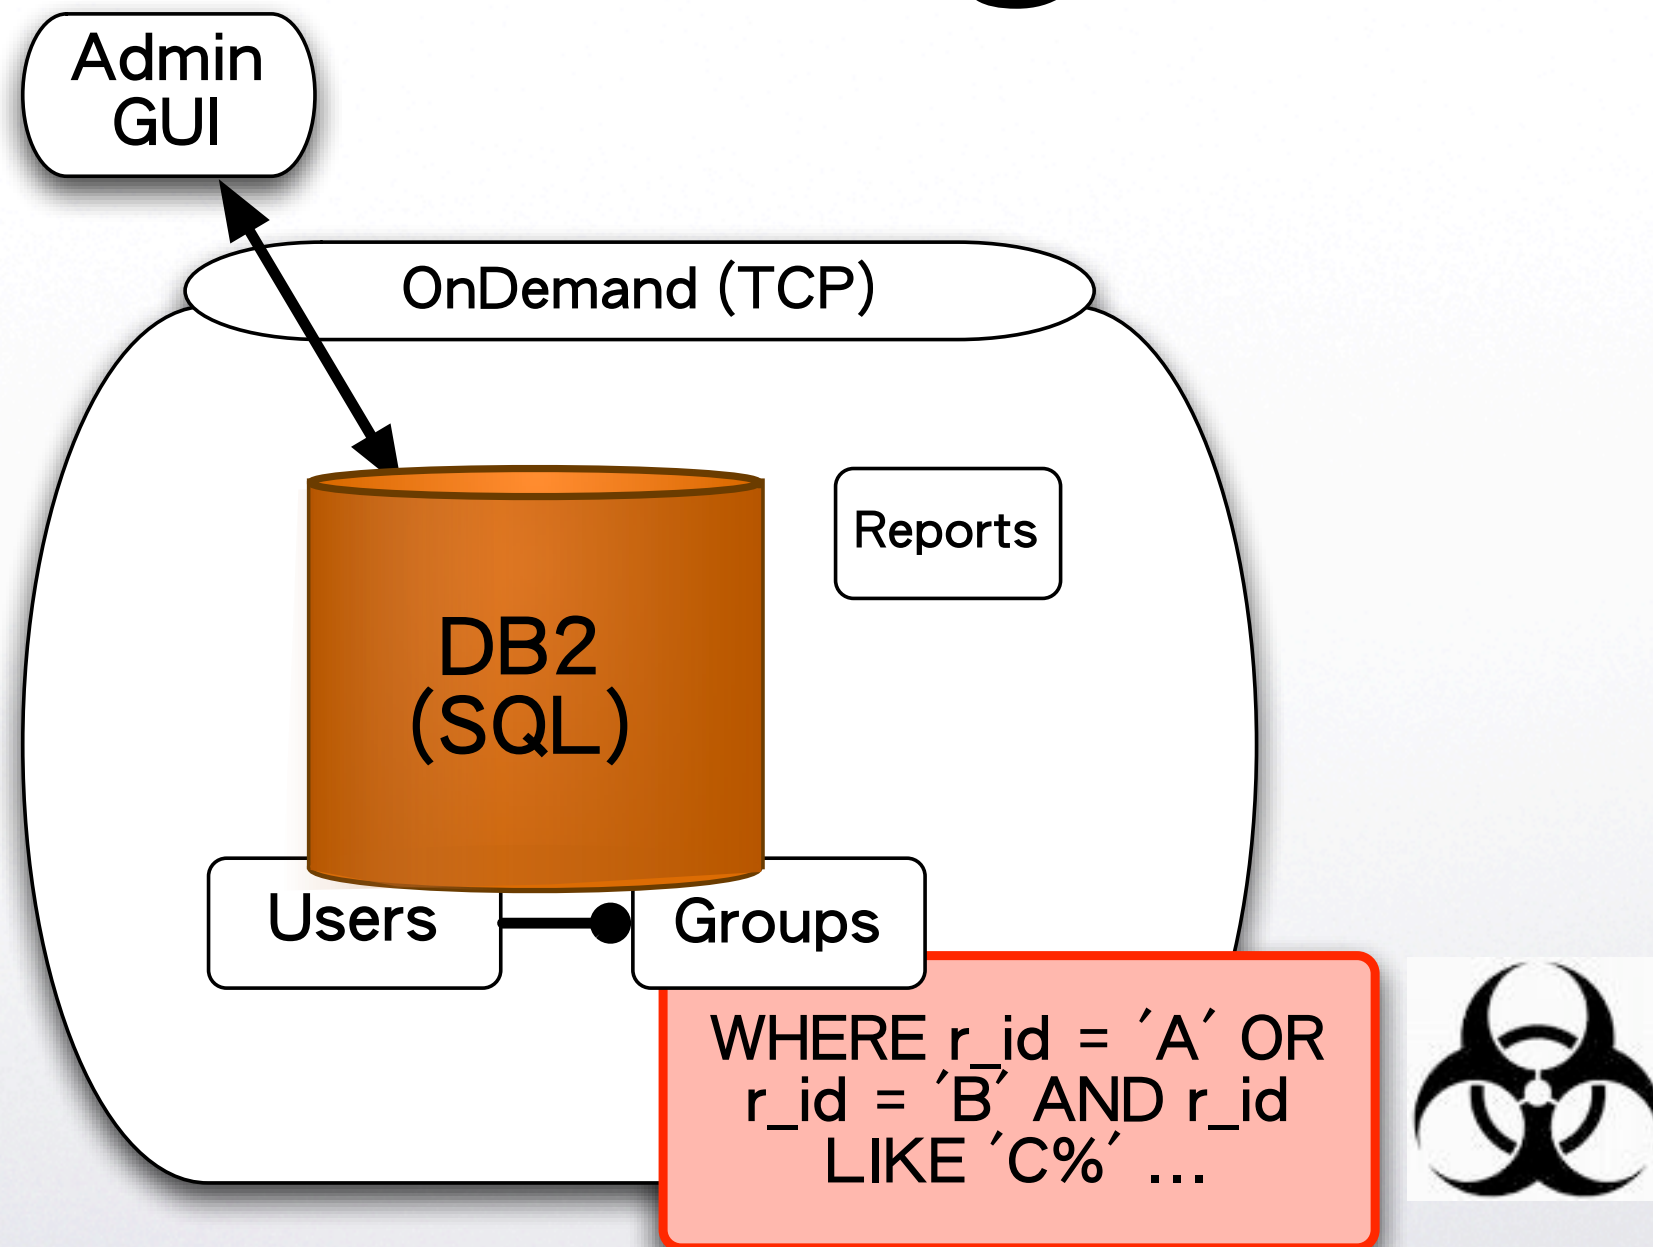 Admin
GUI
OnDemand (TCP)
Reports
DB2
(SQL)
Users
Groups
WHERE r_id = 'A' OR
r_id = 'B' AND r_id
LIKE 'C%' ...